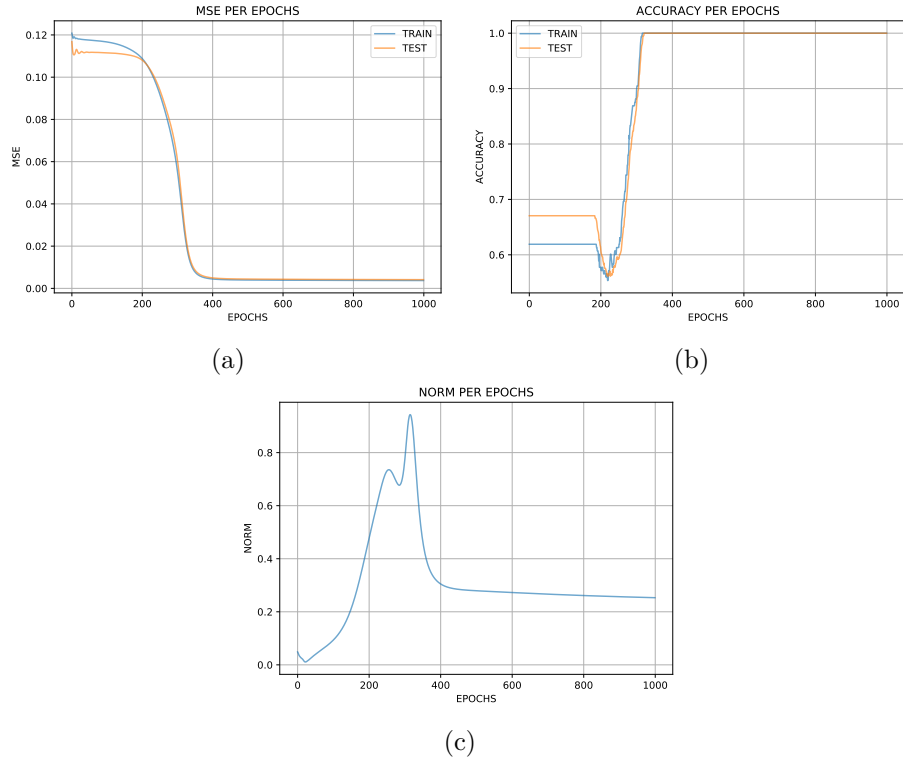 MSE PER EPOCHS
TRAIN
TEST
0.12
0.10
0.08
0.06
0.04
0.02
0.00
MSE
0 200 400 600 800 1000
EPOCHS
(a)
ACCURACY PER EPOCHS
TRAIN
TEST
1.0
0.9
0.8
0.7
0.6
ACCURACY
0 200 400 600 800 1000
EPOCHS
(b)
NORM PER EPOCHS
0.8
0.6
0.4
0.2
0.0
NORM
0 200 400 600 800 1000
EPOCHS
(c)